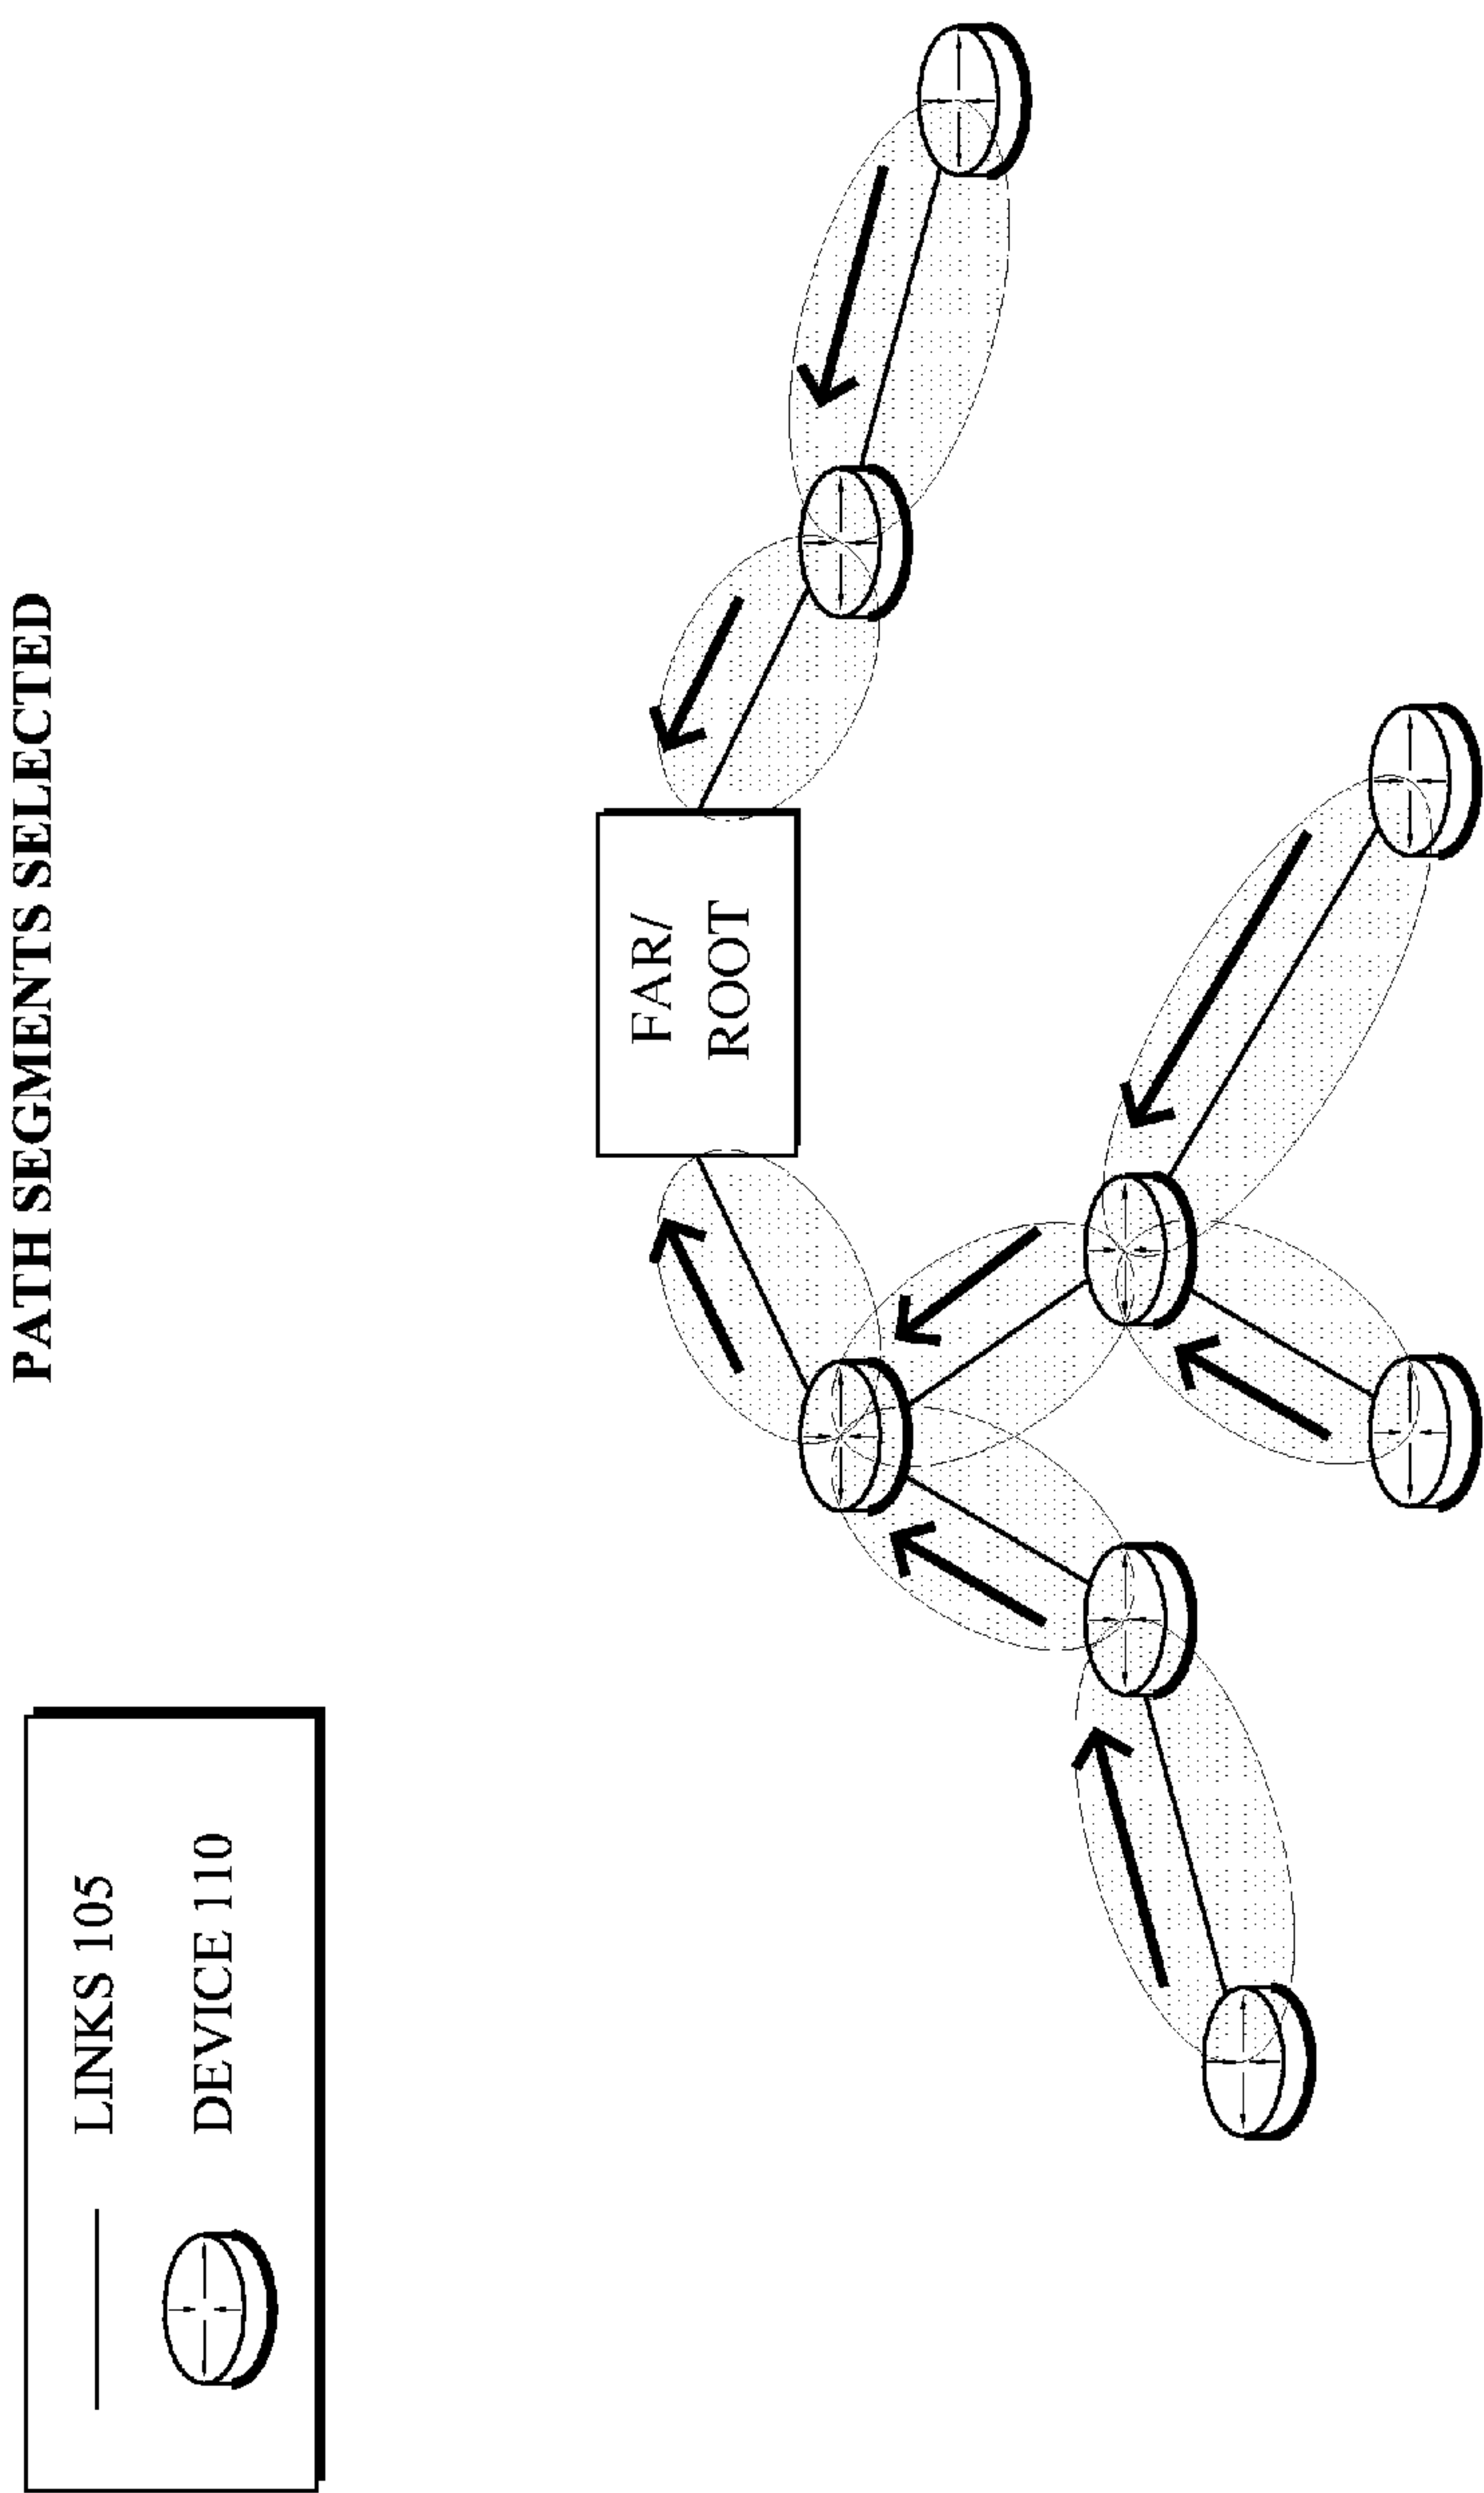 PATH SEGMENTS SELECTED
LINKS 105
DEVICE 110
FAR/
ROOT